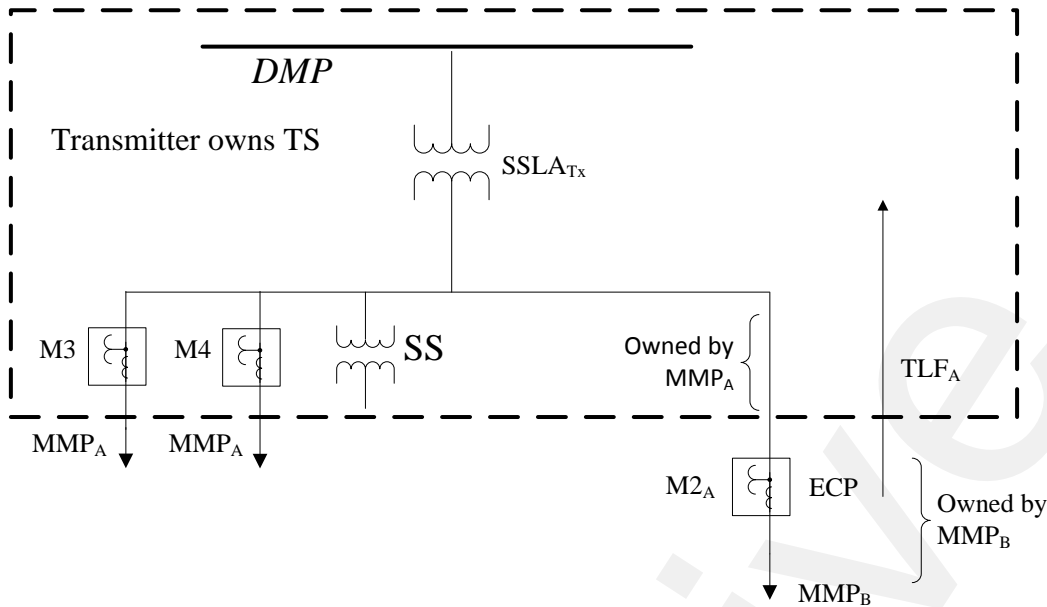 DMP
Transmitter owns TS
SSLATx
M3
M4
SS
Owned by
MMPA
TLFA
MMPA
MMPA
M2A
ECP
Owned by
MMPB
MMPB